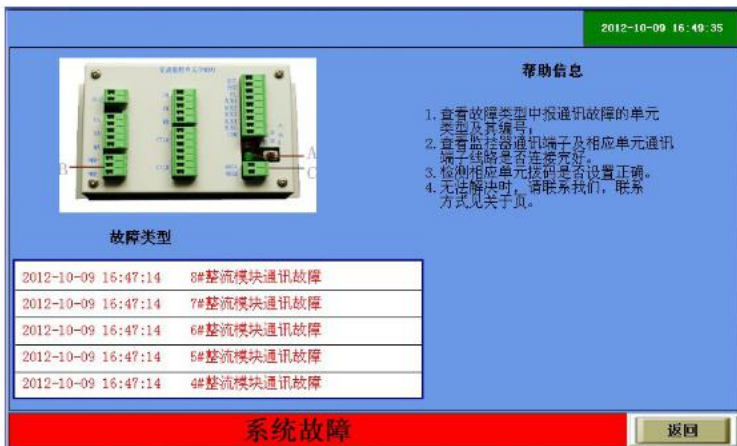 2012-10-09 16:49:35
帮助信息
1.查看故障类型中报通讯故障的单元
类型及其编号;
2.查看监控器通讯端子及相应单元通讯
端子线路是否连接完好。
3.检测相应单元拨码是否设置正确。
4.无法解决时,请联系我们,联系
方式见关于页。
A
B
C
故障类型
2012-10-09 16:47:14 8#整流模块通讯故障
2012-10-09 16:47:14 7#整流模块通讯故障
2012-10-09 16:47:14 6#整流模块通讯故障
2012-10-09 16:47:14 5#整流模块通讯故障
2012-10-09 16:47:14 4#整流模块通讯故障
系统故障
返回